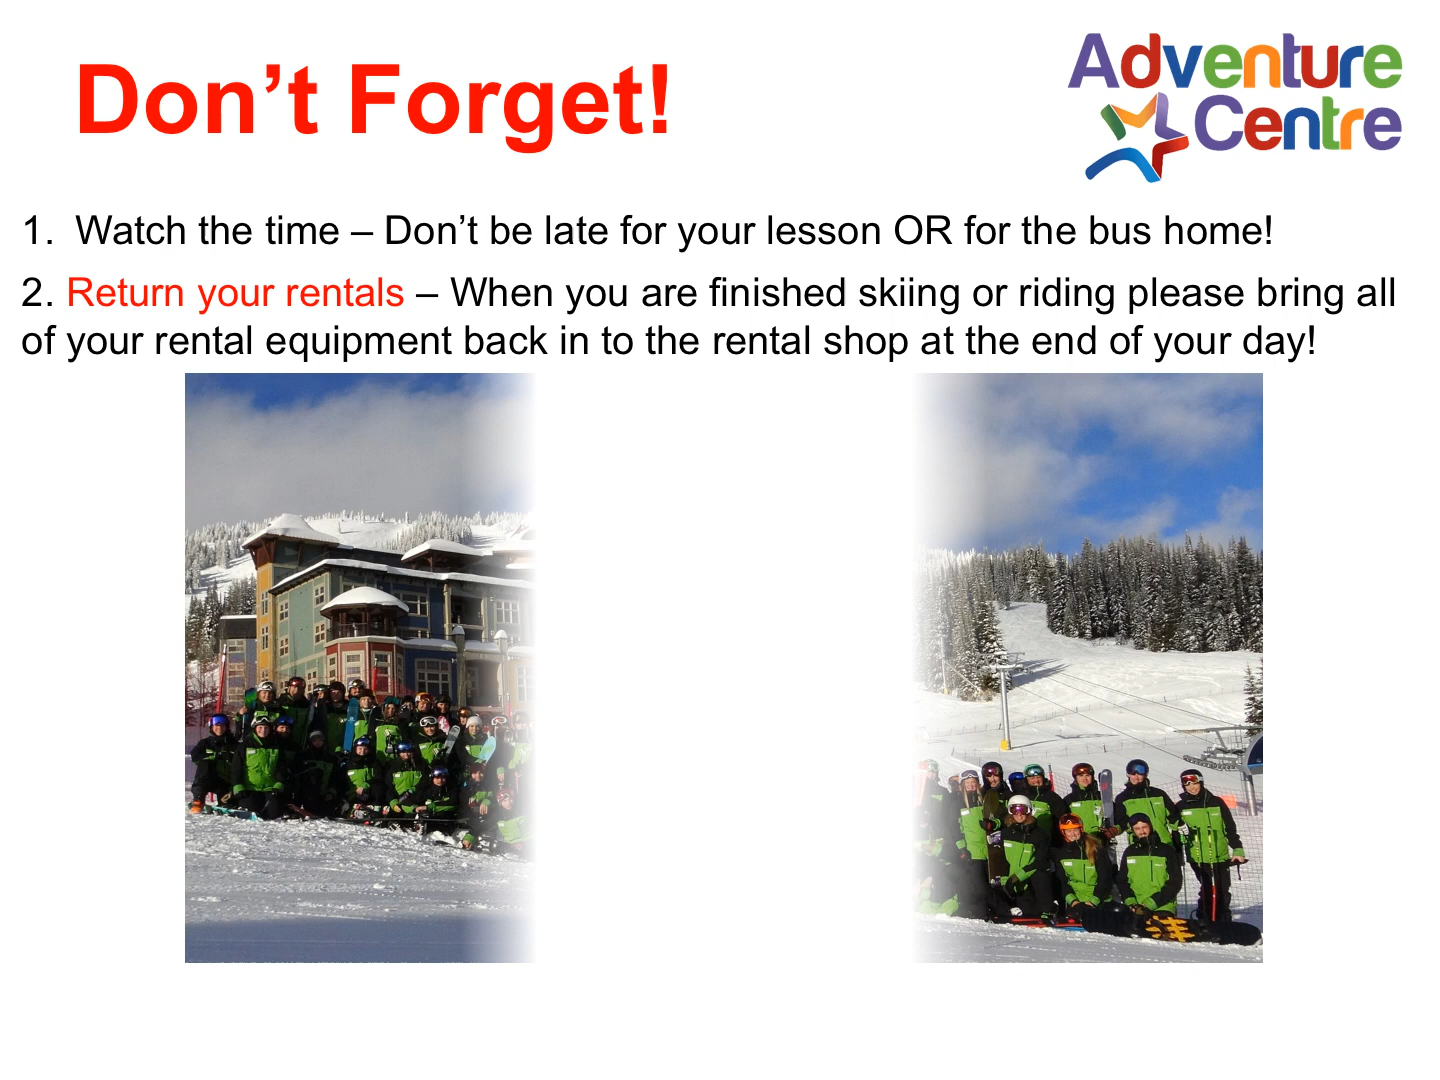 Don’t Forget!
Adventure
Centre
1. Watch the time – Don’t be late for your lesson OR for the bus home!
2. Return your rentals – When you are finished skiing or riding please bring all
of your rental equipment back in to the rental shop at the end of your day!